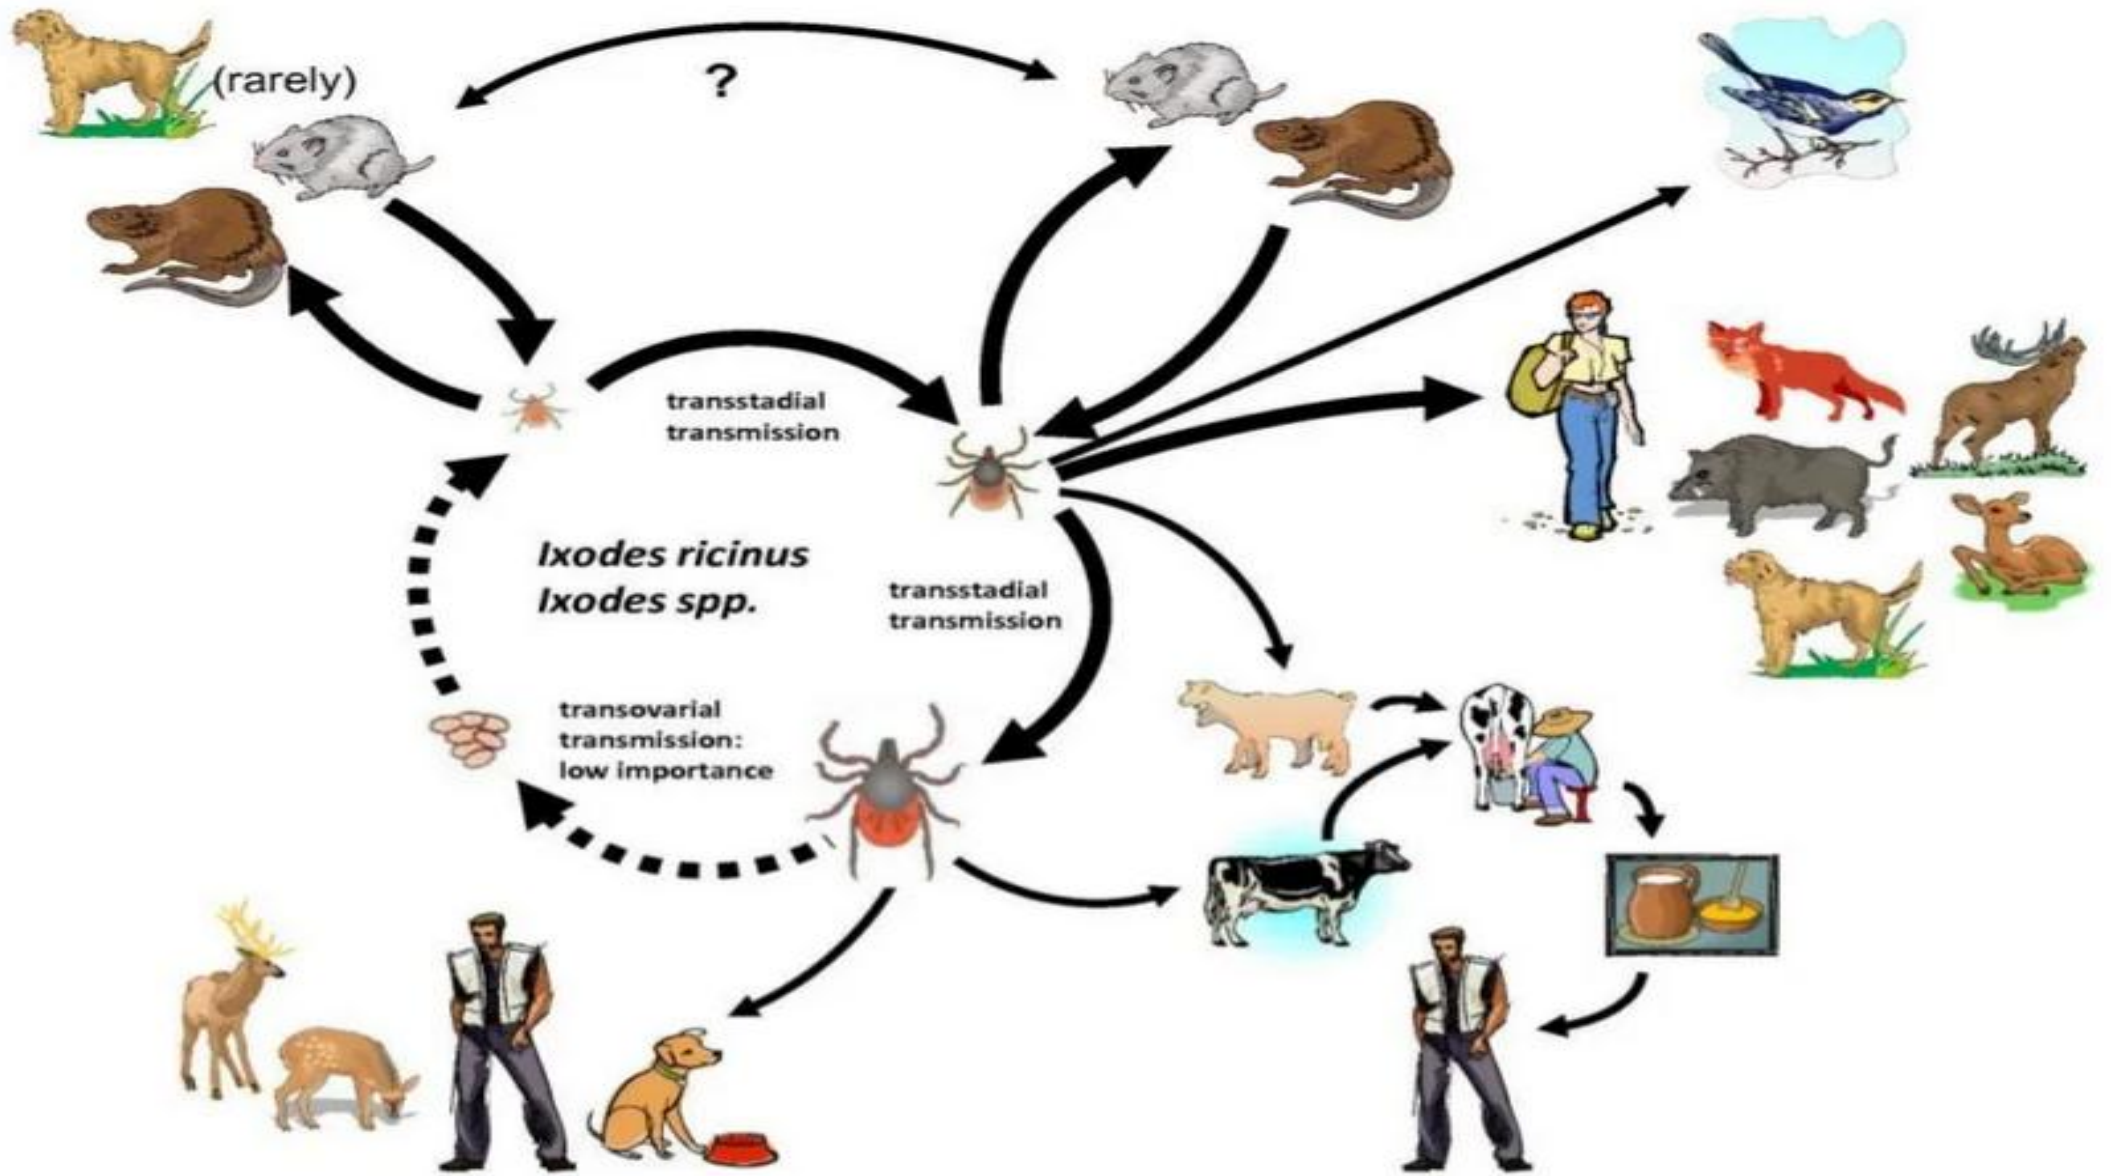 (rarely)
?
transstadial
transmission
Ixodes ricinus
Ixodes spp.
transstadial
transmission
transovarial
transmission:
low importance